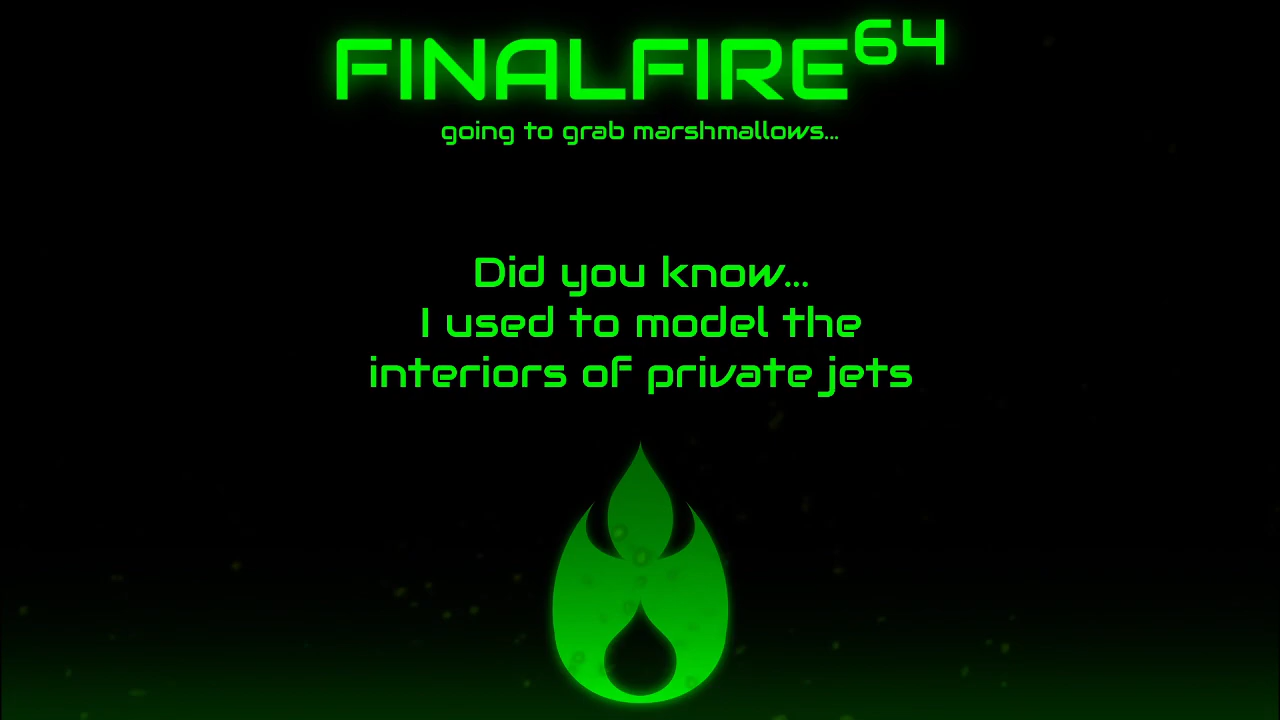 FINALFIRE64
going to grab marshmallows...
Did you know...
I used to model the
interiors of private jets